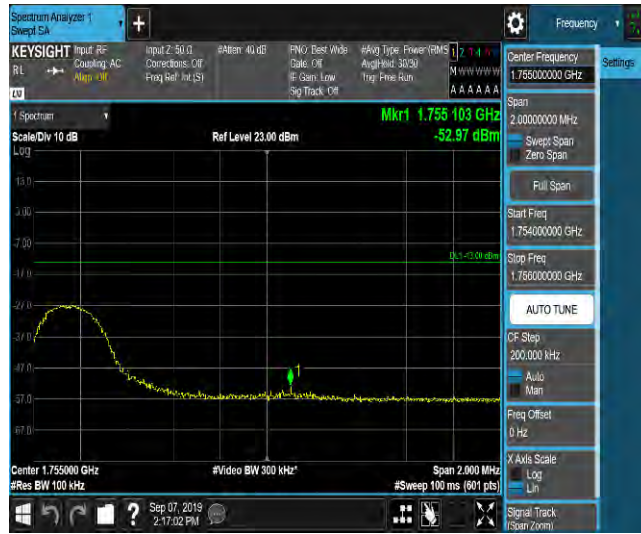 Spectrum Analyzer 1
Swept SA
Frequency
KEYSIGHT
Input: RF
Coupling: AC
Align: Off
Input Z: 50 Ω
Corrections: Off
Freq Ref: Int (S)
#Atten: 40 dB
PNO: Best Wide
Gate: Off
IF Gain: Low
Sig Track: Off
#Avg Type: Power (RMS
Avg|Hold: 30/30
Trig: Free Run
RL
LXI
A A A A A A
1 Spectrum
Mkr1 1.755 103 GHz
Scale/Div 10 dB
Ref Level 23.00 dBm
-52.97 dBm
Log
13.0
3.00
-7.00
DL1 -13.00 dBm
-17.0
-27.0
-37.0
-47.0
1
-57.0
-67.0
Center 1.755000 GHz
#Video BW 300 kHz*
Span 2.000 MHz
#Res BW 100 kHz
#Sweep 100 ms (601 pts)
Sep 07, 2019
2:17:02 PM
Center Frequency
1.755000000 GHz
Settings
Span
2.00000000 MHz
Swept Span
Zero Span
Full Span
Start Freq
1.754000000 GHz
Stop Freq
1.756000000 GHz
AUTO TUNE
CF Step
200.000 kHz
Auto
Man
Freq Offset
0 Hz
X Axis Scale
Log
Lin
Signal Track
(Span Zoom)